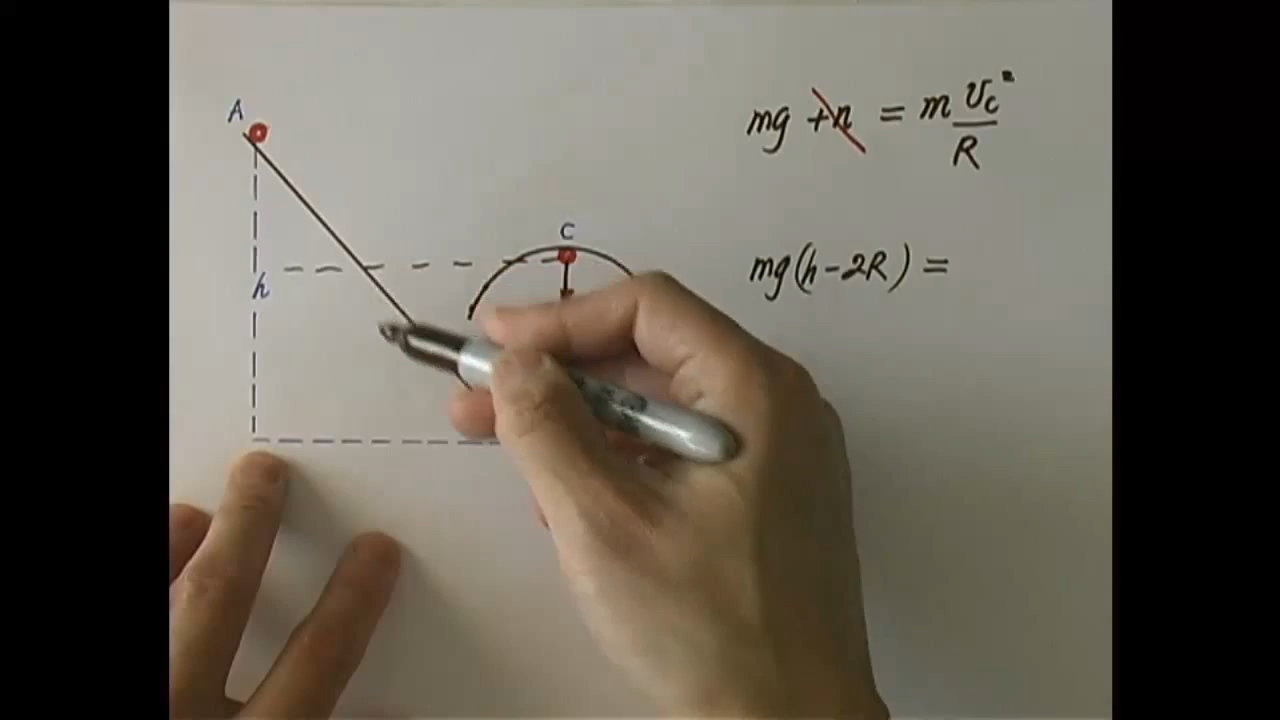 A
mg + n = m v_c² / R
C
h
mg(h - 2R) =